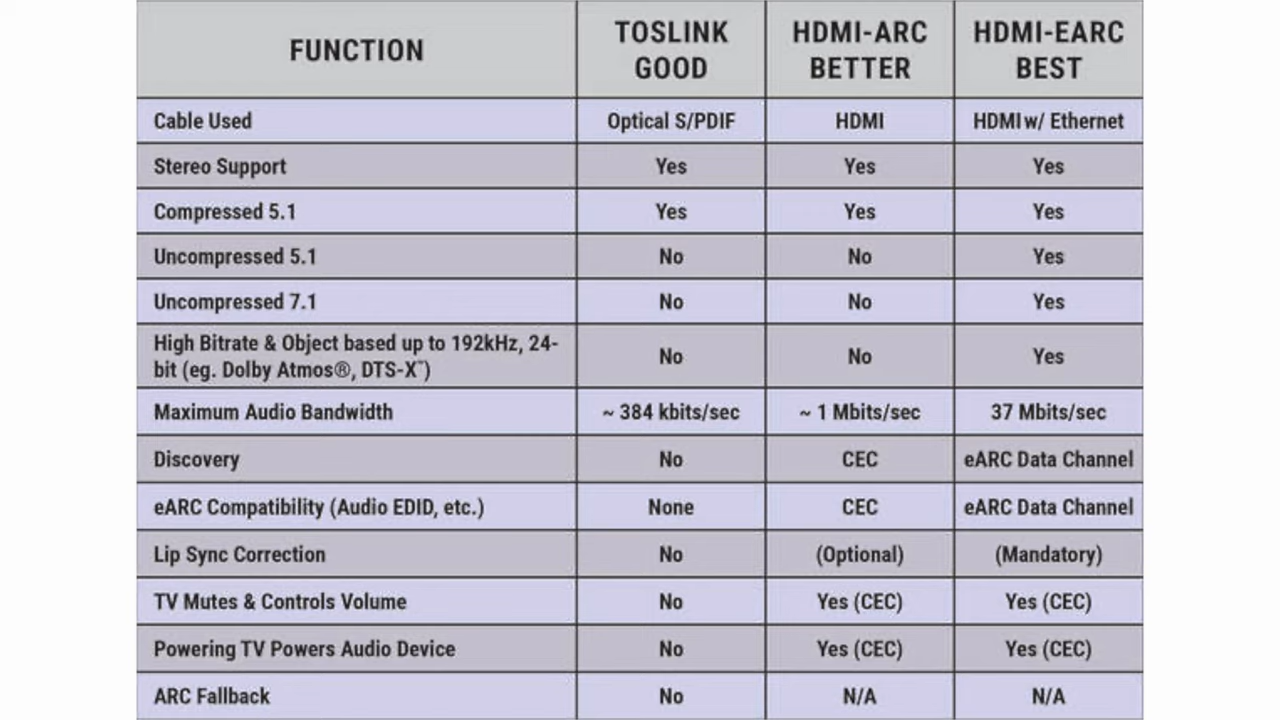 FUNCTION
TOSLINK
GOOD
HDMI-ARC
BETTER
HDMI-EARC
BEST
Cable Used Optical S/PDIF HDMI HDMI w/ Ethernet
Stereo Support Yes Yes Yes
Compressed 5.1 Yes Yes Yes
Uncompressed 5.1 No No Yes
Uncompressed 7.1 No No Yes
High Bitrate & Object based up to 192kHz, 24-
bit (eg. Dolby Atmos®, DTS-X™) No No Yes
Maximum Audio Bandwidth ~ 384 kbits/sec ~ 1 Mbits/sec 37 Mbits/sec
Discovery No CEC eARC Data Channel
eARC Compatibility (Audio EDID, etc.) None CEC eARC Data Channel
Lip Sync Correction No (Optional) (Mandatory)
TV Mutes & Controls Volume No Yes (CEC) Yes (CEC)
Powering TV Powers Audio Device No Yes (CEC) Yes (CEC)
ARC Fallback No N/A N/A